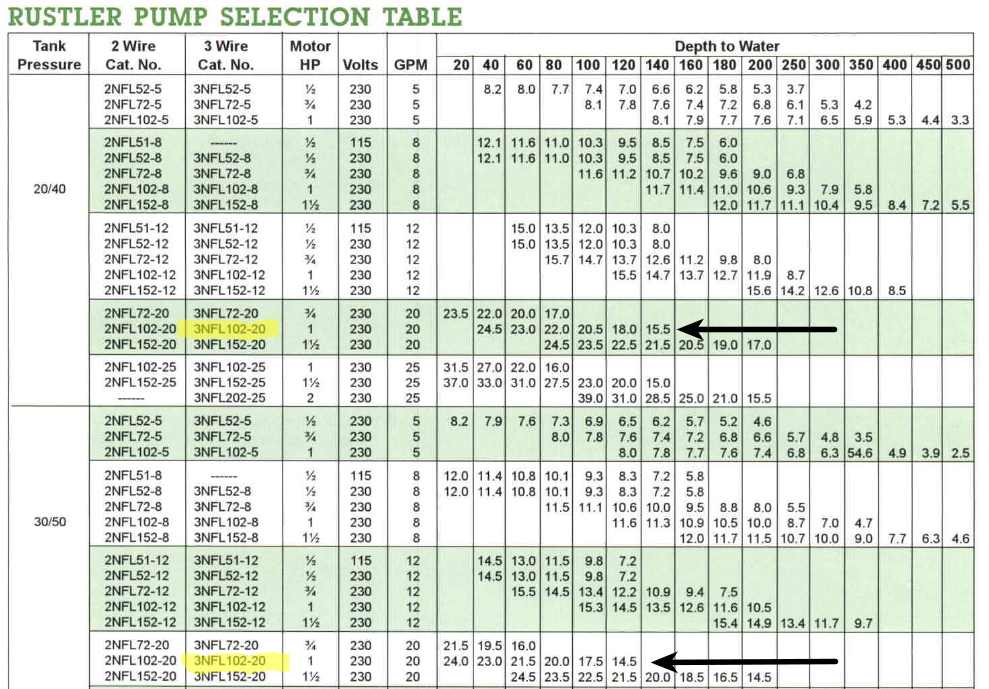 RUSTLER PUMP SELECTION TABLE
Tank 2 Wire 3 Wire Motor Depth to Water
Pressure Cat. No. Cat. No. HP Volts GPM 20 40 60 80 100 120 140 160 180 200 250 300 350 400 450 500
2NFL52-5 3NFL52-5 ½ 230 5 8.2 8.0 7.7 7.4 7.0 6.6 6.2 5.8 5.3 3.7
2NFL72-5 3NFL72-5 ¾ 230 5 8.1 7.8 7.6 7.4 7.2 6.8 6.1 5.3 4.2
2NFL102-5 3NFL102-5 1 230 5 8.1 7.9 7.7 7.6 7.1 6.5 5.9 5.3 4.4 3.3
2NFL51-8 ------ ½ 115 8 12.1 11.6 11.0 10.3 9.5 8.5 7.5 6.0
2NFL52-8 3NFL52-8 ½ 230 8 12.1 11.6 11.0 10.3 9.5 8.5 7.5 6.0
2NFL72-8 3NFL72-8 ¾ 230 8 11.6 11.2 10.7 10.2 9.6 9.0 6.8
20/40 2NFL102-8 3NFL102-8 1 230 8 11.7 11.4 11.0 10.6 9.3 7.9 5.8
2NFL152-8 3NFL152-8 1½ 230 8 12.0 11.7 11.1 10.4 9.5 8.4 7.2 5.5
2NFL51-12 3NFL51-12 ½ 115 12 15.0 13.5 12.0 10.3 8.0
2NFL52-12 3NFL52-12 ½ 230 12 15.0 13.5 12.0 10.3 8.0
2NFL72-12 3NFL72-12 ¾ 230 12 15.7 14.7 13.7 12.6 11.2 9.8 8.0
2NFL102-12 3NFL102-12 1 230 12 15.5 14.7 13.7 12.7 11.9 8.7
2NFL152-12 3NFL152-12 1½ 230 12 15.6 14.2 12.6 10.8 8.5
2NFL72-20 3NFL72-20 ¾ 230 20 23.5 22.0 20.0 17.0
2NFL102-20 3NFL102-20 1 230 20 24.5 23.0 22.0 20.5 18.0 15.5
2NFL152-20 3NFL152-20 1½ 230 20 24.5 23.5 22.5 21.5 20.5 19.0 17.0
2NFL102-25 3NFL102-25 1 230 25 31.5 27.0 22.0 16.0
2NFL152-25 3NFL152-25 1½ 230 25 37.0 33.0 31.0 27.5 23.0 20.0 15.0
------ 3NFL202-25 2 230 25 39.0 31.0 28.5 25.0 21.0 15.5
2NFL52-5 3NFL52-5 ½ 230 5 8.2 7.9 7.6 7.3 6.9 6.5 6.2 5.7 5.2 4.6
2NFL72-5 3NFL72-5 ¾ 230 5 8.0 7.8 7.6 7.4 7.2 6.8 6.6 5.7 4.8 3.5
2NFL102-5 3NFL102-5 1 230 5 8.0 7.8 7.7 7.6 7.4 6.8 6.3 54.6 4.9 3.9 2.5
2NFL51-8 ------ ½ 115 8 12.0 11.4 10.8 10.1 9.3 8.3 7.2 5.8
2NFL52-8 3NFL52-8 ½ 230 8 12.0 11.4 10.8 10.1 9.3 8.3 7.2 5.8
2NFL72-8 3NFL72-8 ¾ 230 8 11.5 11.1 10.6 10.0 9.5 8.8 8.0 5.5
30/50 2NFL102-8 3NFL102-8 1 230 8 11.6 11.3 10.9 10.5 10.0 8.7 7.0 4.7
2NFL152-8 3NFL152-8 1½ 230 8 12.0 11.7 11.5 10.7 10.0 9.0 7.7 6.3 4.6
2NFL51-12 3NFL51-12 ½ 115 12 14.5 13.0 11.5 9.8 7.2
2NFL52-12 3NFL52-12 ½ 230 12 14.5 13.0 11.5 9.8 7.2
2NFL72-12 3NFL72-12 ¾ 230 12 15.5 14.5 13.4 12.2 10.9 9.4 7.5
2NFL102-12 3NFL102-12 1 230 12 15.3 14.5 13.5 12.6 11.6 10.5
2NFL152-12 3NFL152-12 1½ 230 12 15.4 14.9 13.4 11.7 9.7
2NFL72-20 3NFL72-20 ¾ 230 20 21.5 19.5 16.0
2NFL102-20 3NFL102-20 1 230 20 24.0 23.0 21.5 20.0 17.5 14.5
2NFL152-20 3NFL152-20 1½ 230 20 24.5 23.5 22.5 21.5 20.0 18.5 16.5 14.5